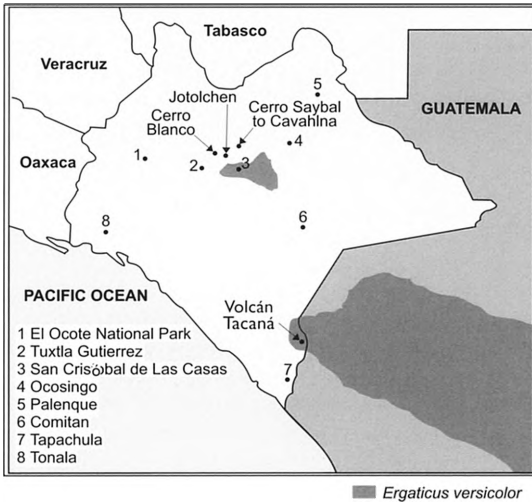 Tabasco
Veracruz
5
Jotolchen
Cerro Saybal
to Cavahlna
GUATEMALA
Cerro
Blanco
4
Oaxaca
1
2
3
6
8
PACIFIC OCEAN
Volcán
Tacaná
1 El Ocote National Park
2 Tuxtla Gutierrez
3 San Crisόbal de Las Casas
4 Ocosingo
5 Palenque
6 Comitan
7 Tapachula
8 Tonala
7
Ergaticus versicolor